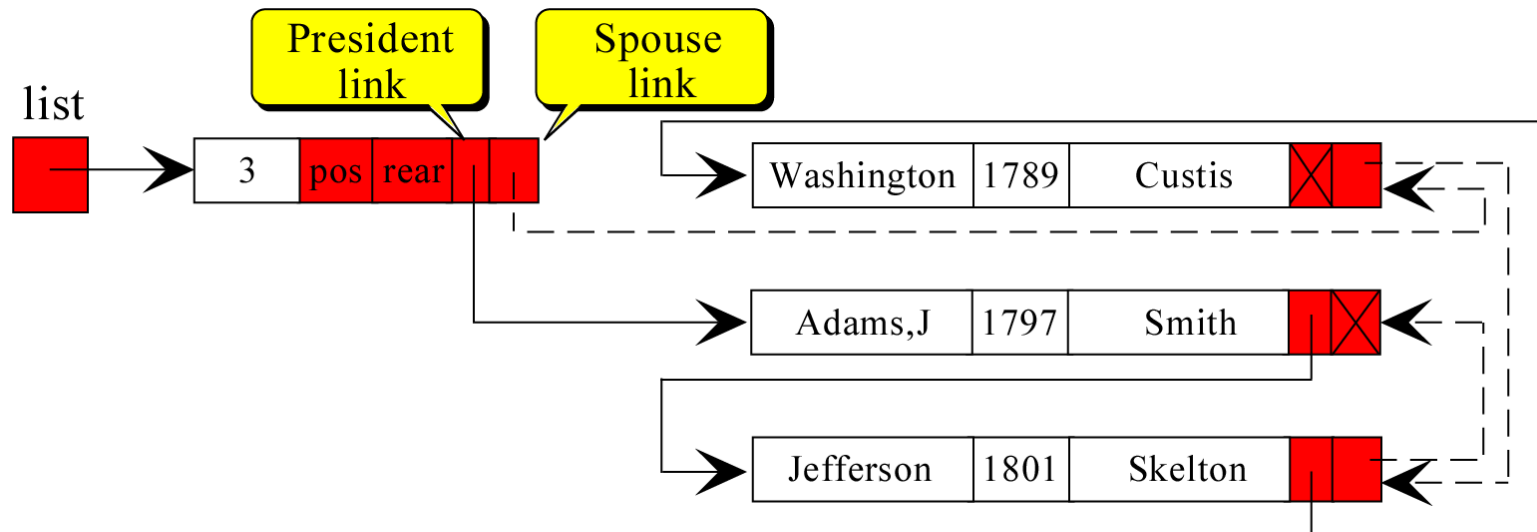 President
link
Spouse
link
list
3 pos rear
Washington 1789 Custis
Adams,J 1797 Smith
Jefferson 1801 Skelton